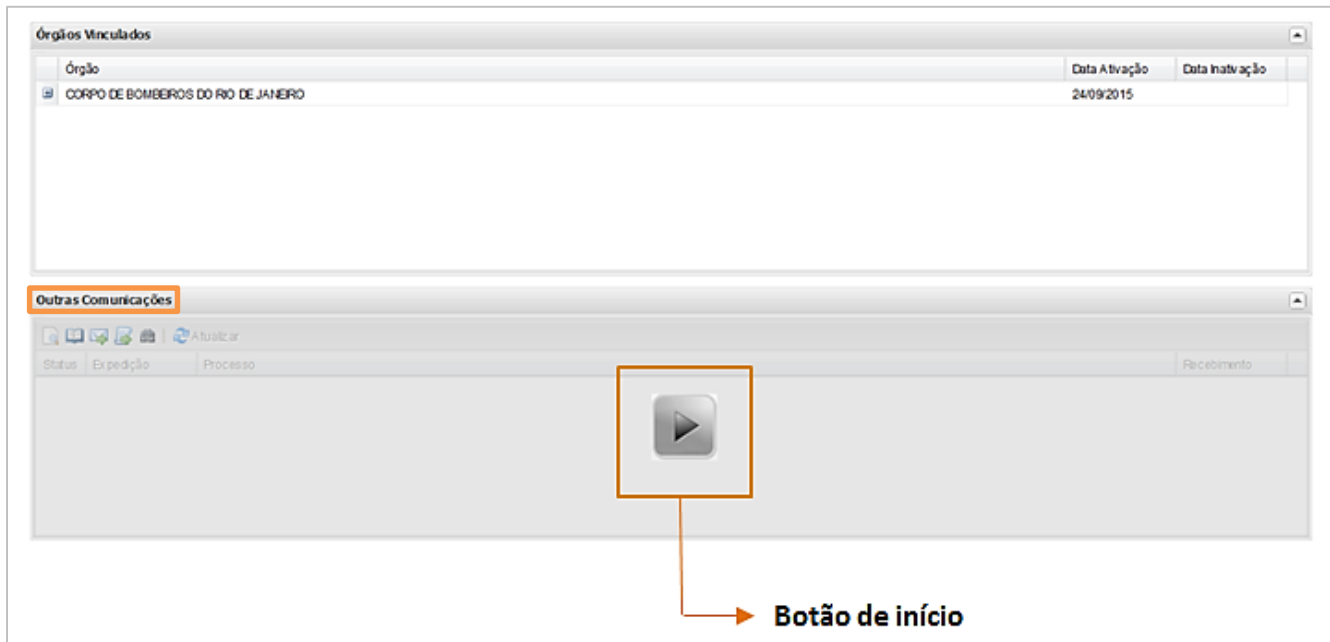 Órgãos Vinculados
Órgão Data Ativação Data Inativação
CORPO DE BOMBEIROS DO RIO DE JANEIRO 24/09/2015
Outras Comunicações
Atualizar
Status Expedição Processo Recebimento
Botão de início